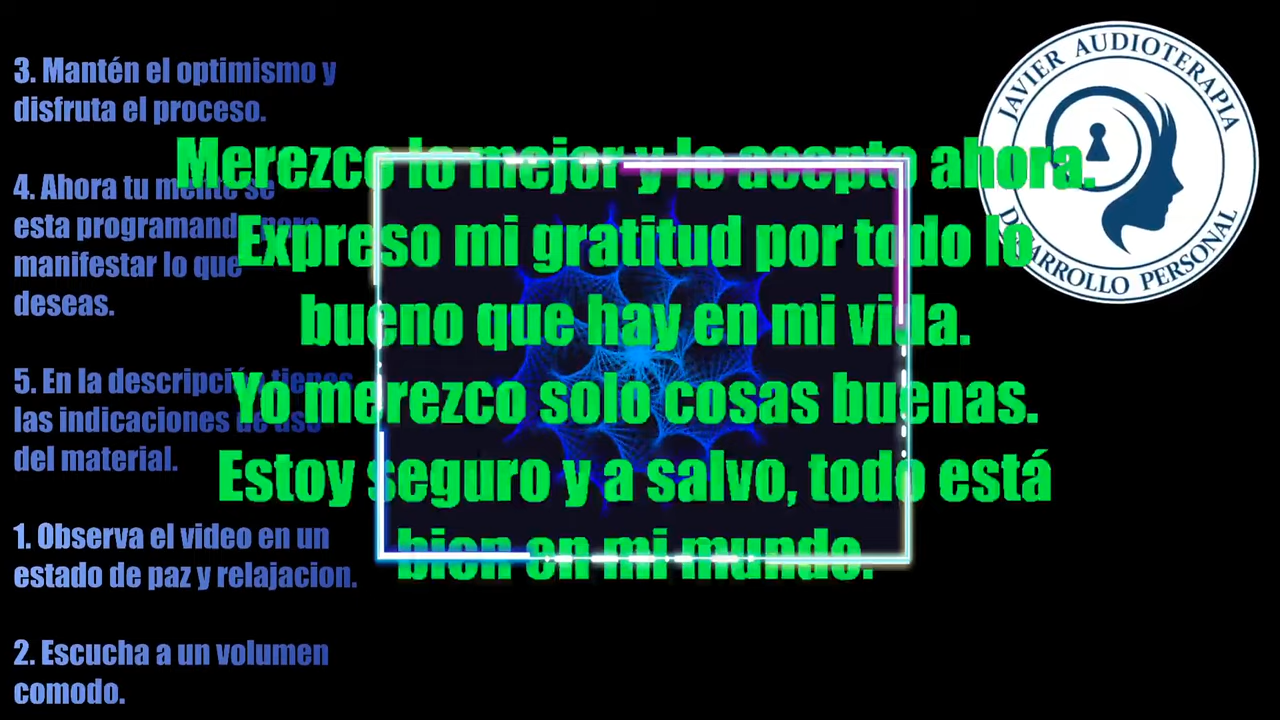 3. Mantén el optimismo y
disfruta el proceso.
4. Ahora tu mente se
esta programando para
manifestar lo que
deseas.
5. En la descripción tienes
las indicaciones de uso
del material.
1. Observa el video en un
estado de paz y relajacion.
2. Escucha a un volumen
comodo.
Merezco lo mejor y lo acepto ahora.
Expreso mi gratitud por todo lo
bueno que hay en mi vida.
Yo merezco solo cosas buenas.
Estoy seguro y a salvo, todo está
bien en mi mundo.
JAVIER AUDIOTERAPIA
DESARROLLO PERSONAL